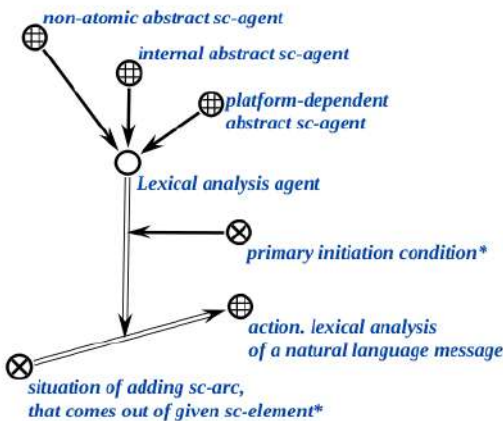 non-atomic abstract sc-agent
internal abstract sc-agent
platform-dependent
abstract sc-agent
Lexical analysis agent
primary initiation condition*
action. lexical analysis
of a natural language message
situation of adding sc-arc,
that comes out of given sc-element*